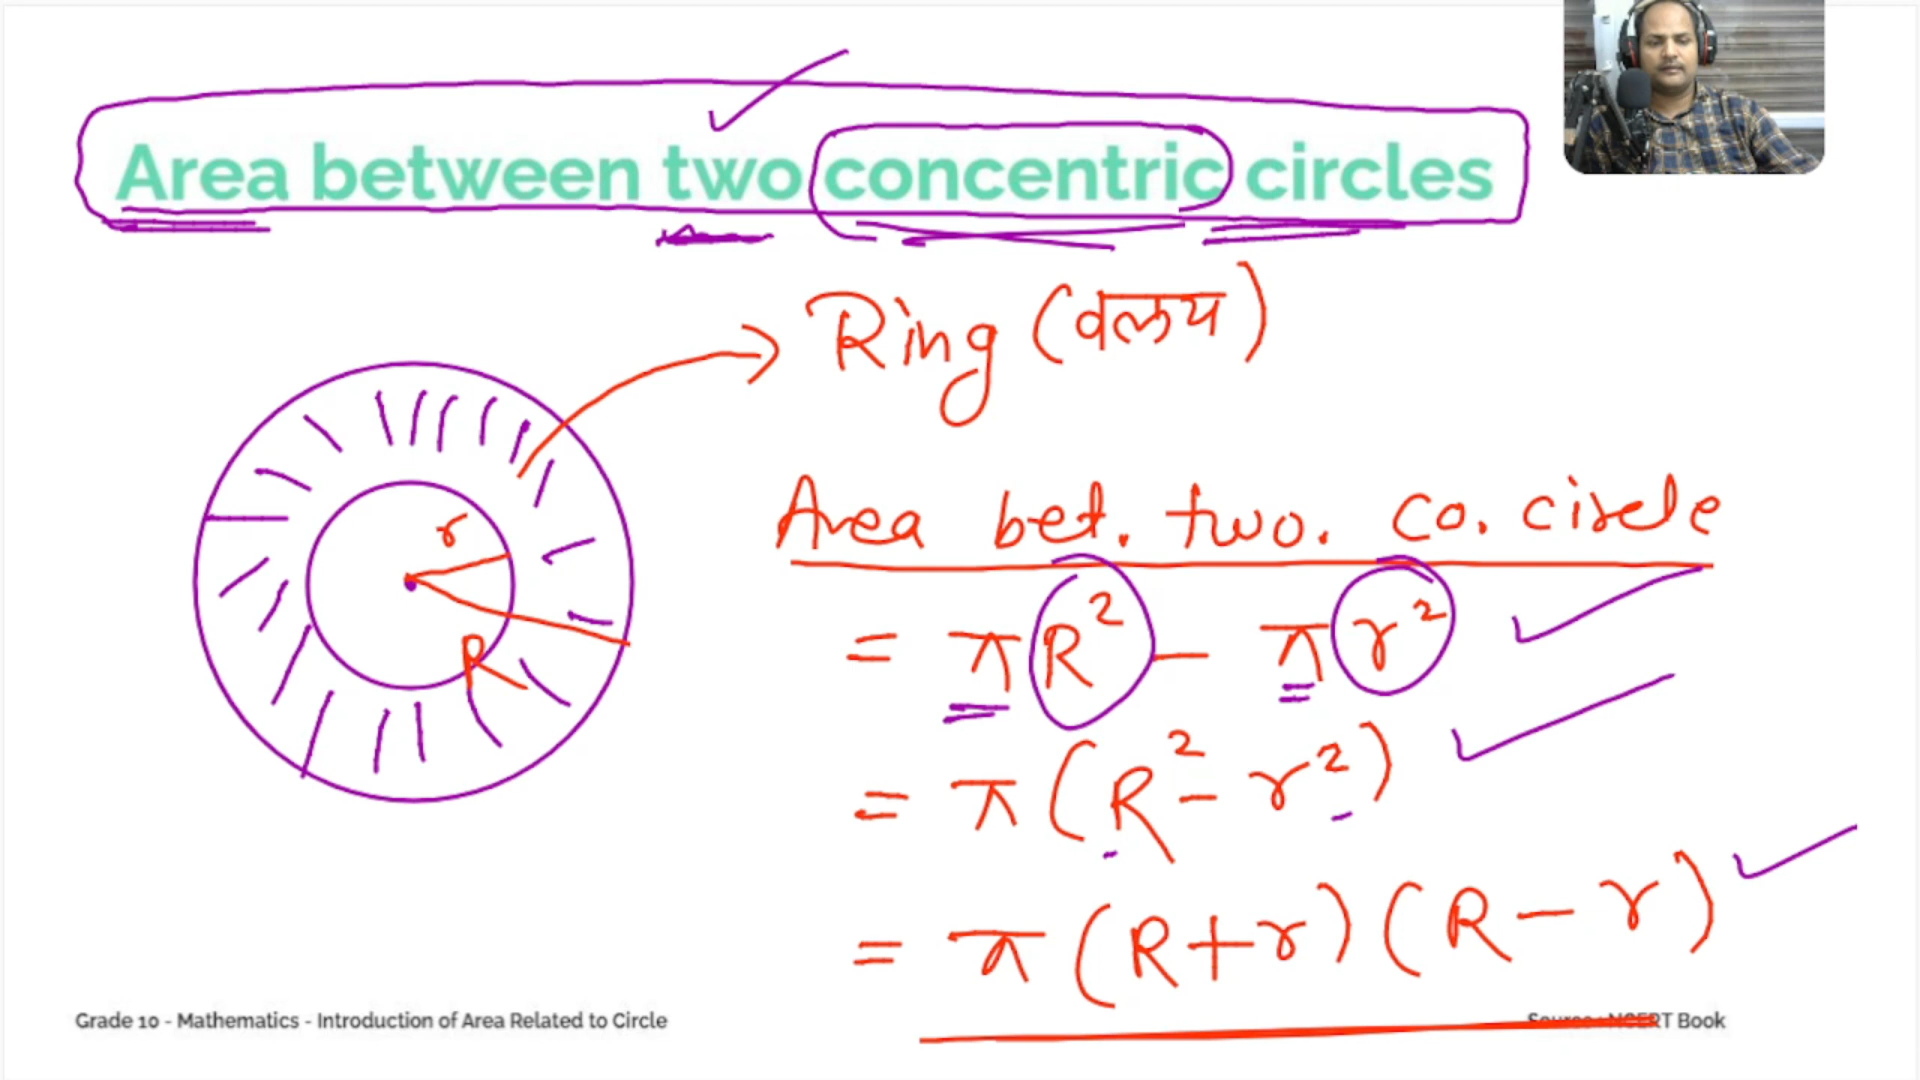 Area between two concentric circles
Ring (वलय)
r
R
Area bet. two. co. circle
= πR² - πr²
= π(R² - r²)
= π(R+r)(R-r)
Grade 10 - Mathematics - Introduction of Area Related to Circle
Source : NCERT Book